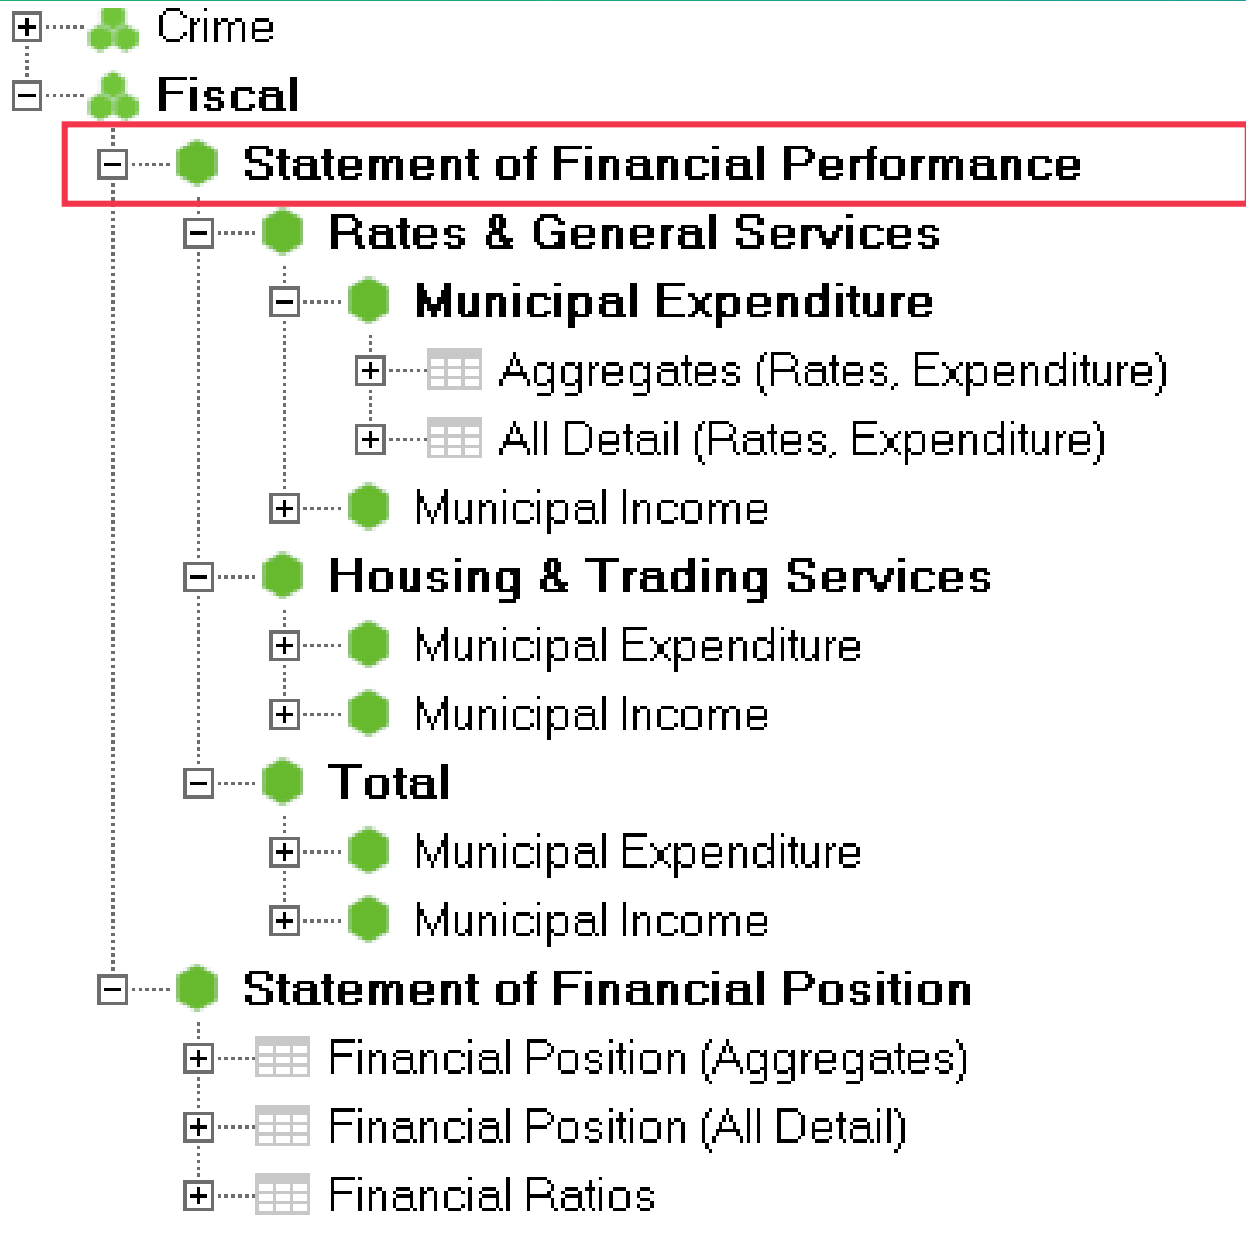 Crime
Fiscal
Statement of Financial Performance
Rates & General Services
Municipal Expenditure
Aggregates (Rates, Expenditure)
All Detail (Rates, Expenditure)
Municipal Income
Housing & Trading Services
Municipal Expenditure
Municipal Income
Total
Municipal Expenditure
Municipal Income
Statement of Financial Position
Financial Position (Aggregates)
Financial Position (All Detail)
Financial Ratios